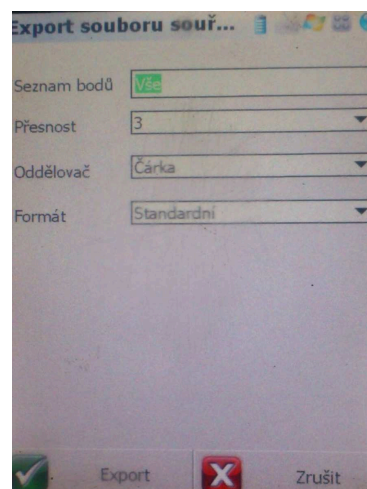 Export souboru souř...
Seznam bodů Vše
Přesnost 3
Oddělovač Čárka
Formát Standardní
Export Zrušit